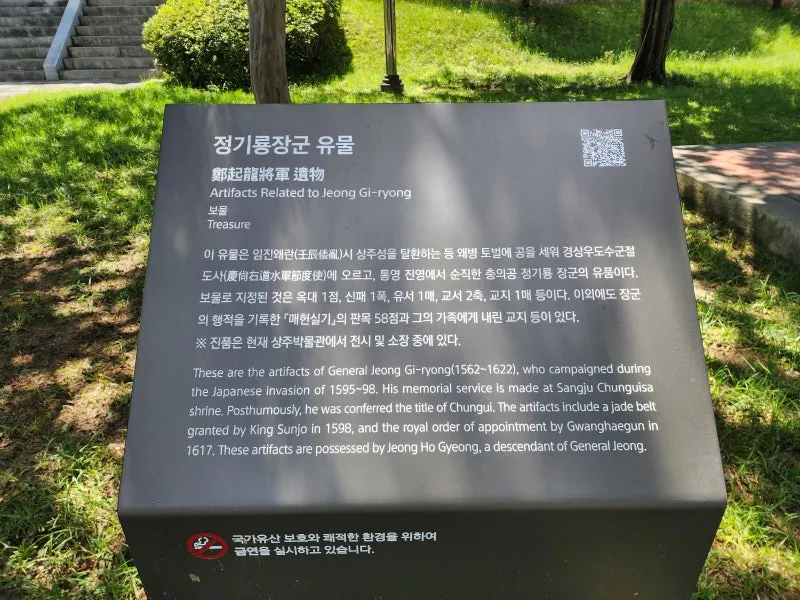 정기룡장군 유물
鄭起龍將軍 遺物
Artifacts Related to Jeong Gi-ryong
보물
Treasure
이 유물은 임진왜란(壬辰倭亂)시 상주성을 탈환하는 등 왜병 토벌에 공을 세워 경상우도수군절
도사(慶尙右道水軍節度使)에 오르고, 통영 진영에서 순직한 충의공 정기룡 장군의 유품이다.
보물로 지정된 것은 옥대 1점, 신패 1폭, 유서 1매, 교서 2축, 교지 1매 등이다. 이외에도 장군
의 행적을 기록한 「매헌실기」의 판목 58점과 그의 가족에게 내린 교지 등이 있다.
※ 진품은 현재 상주박물관에서 전시 및 소장 중에 있다.
These are the artifacts of General Jeong Gi-ryong(1562~1622), who campaigned during
the Japanese invasion of 1595~98. His memorial service is made at Sangju Chunguisa
shrine. Posthumously, he was conferred the title of Chungui. The artifacts include a jade belt
granted by King Sunjo in 1598, and the royal order of appointment by Gwanghaegun in
1617. These artifacts are possessed by Jeong Ho Gyeong, a descendant of General Jeong.
국가유산 보호와 쾌적한 환경을 위하여
금연을 실시하고 있습니다.